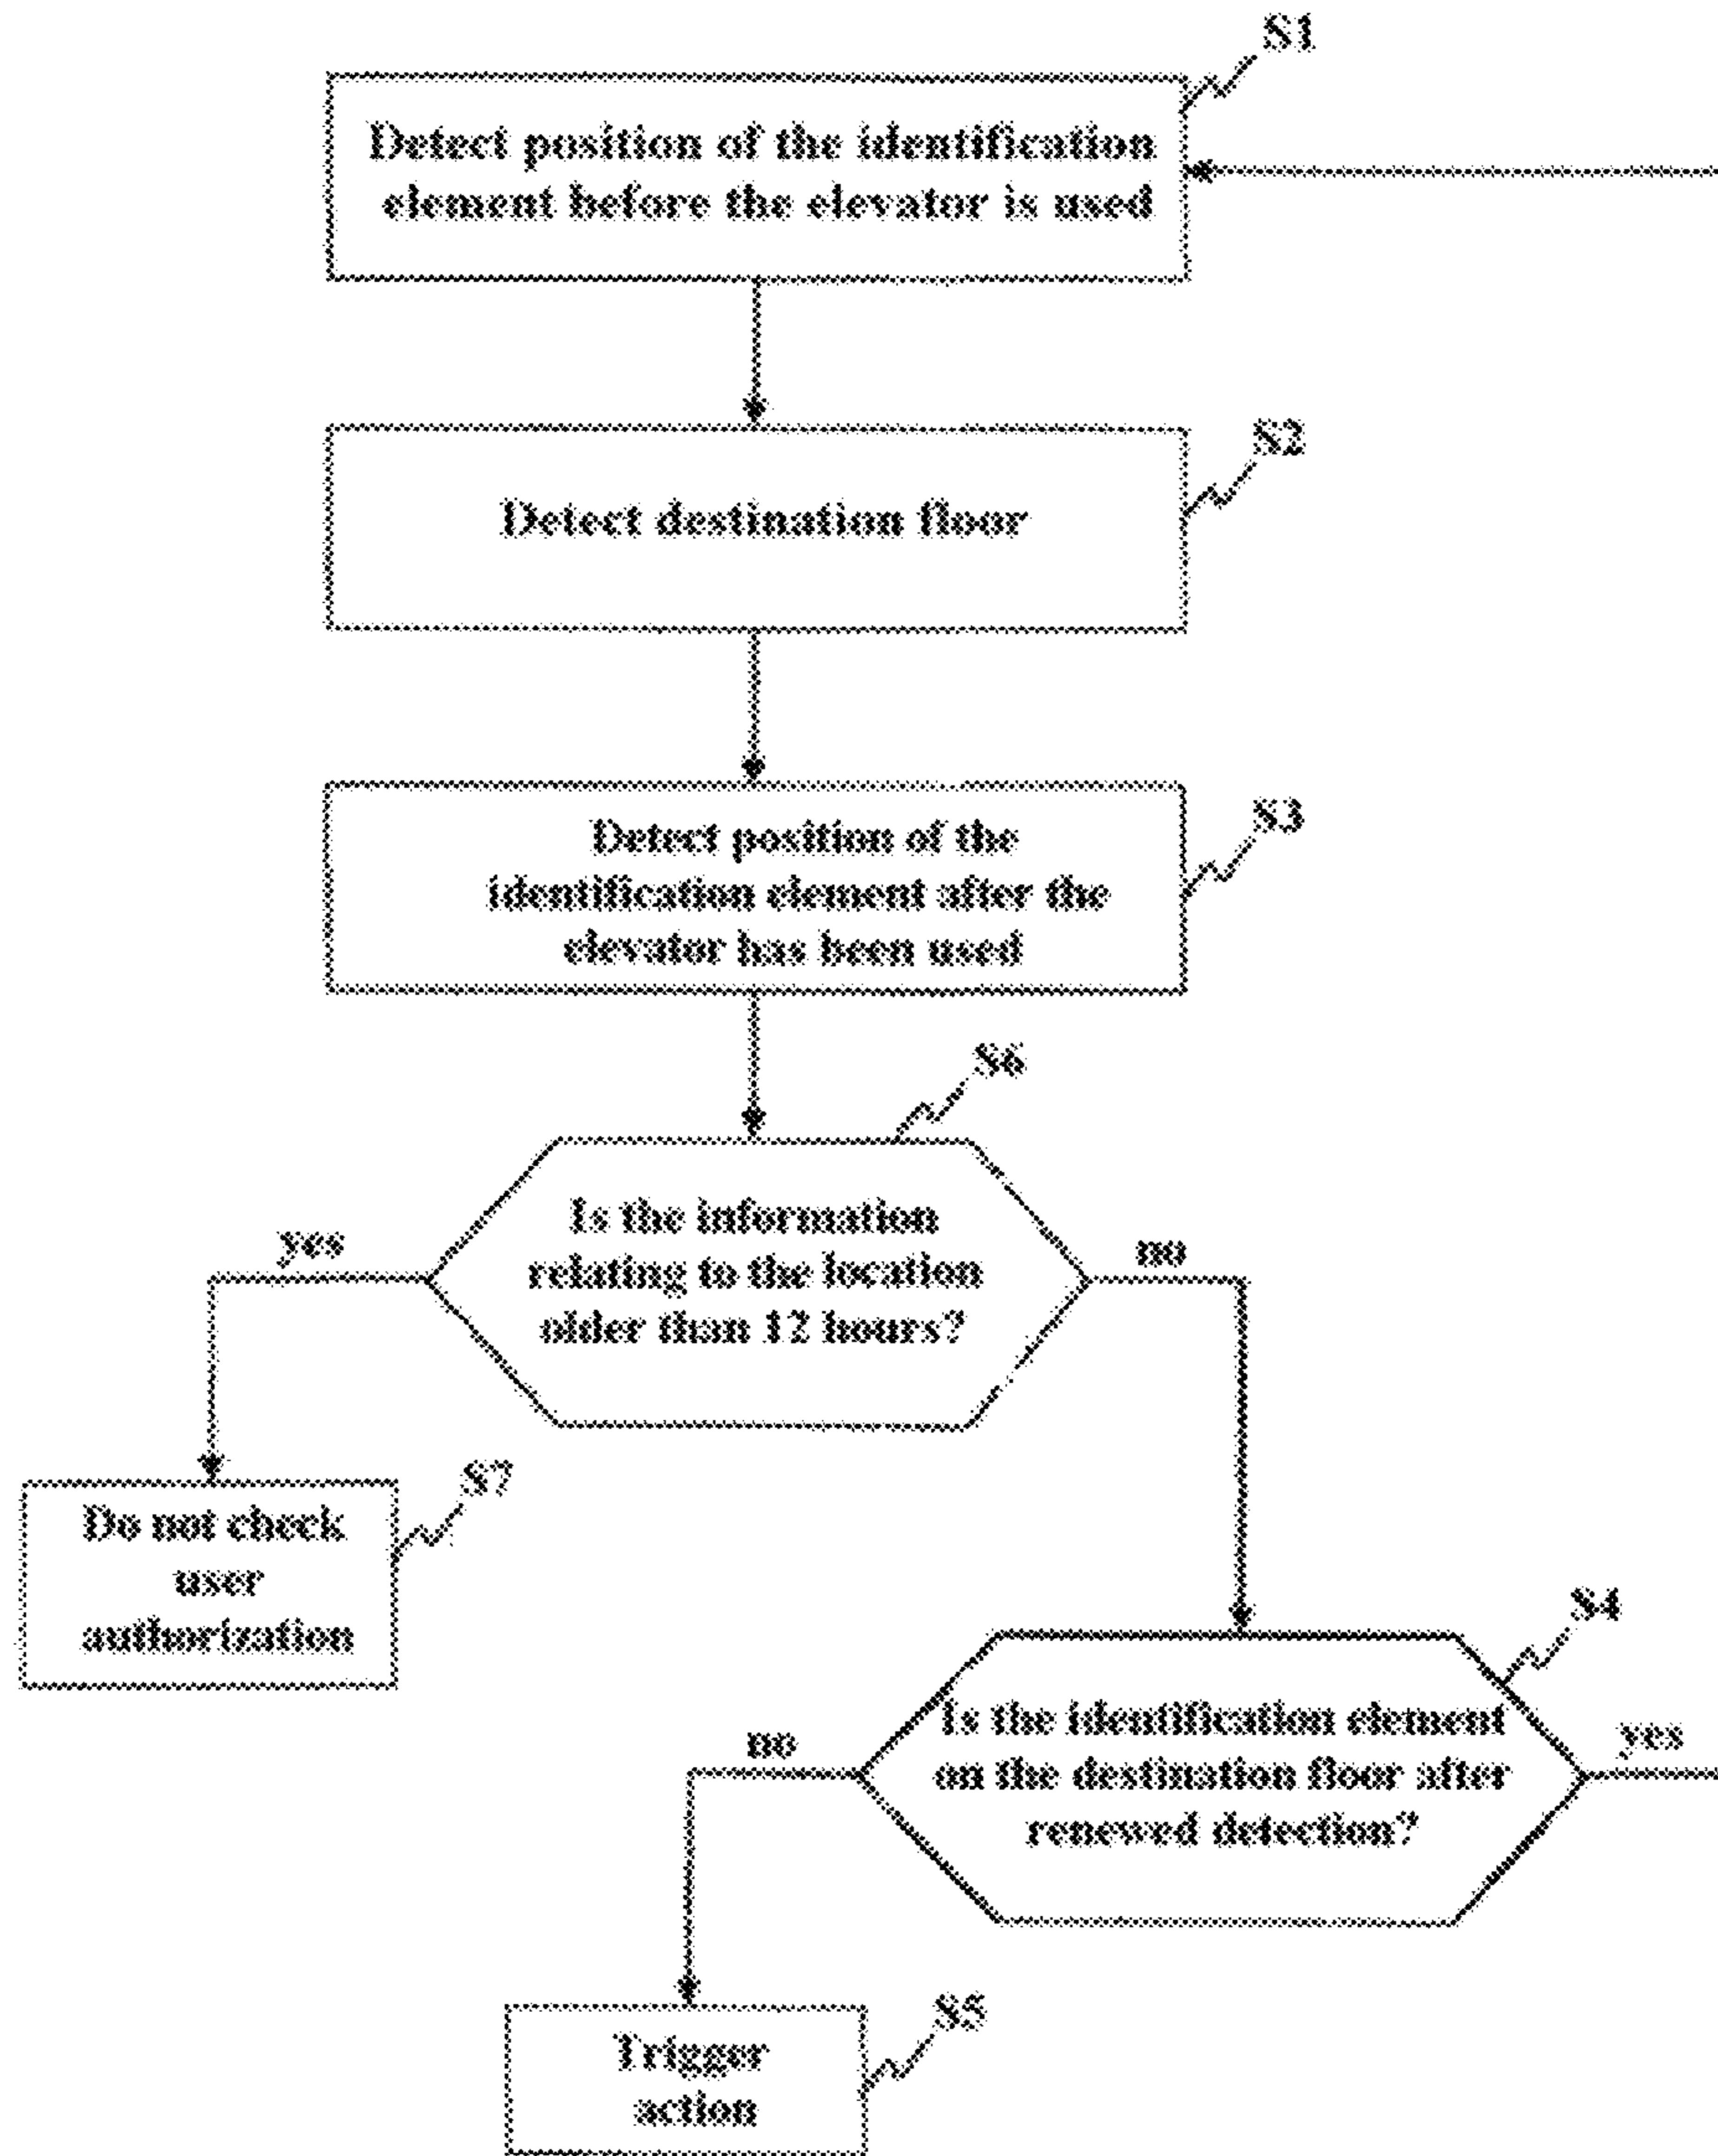 S1
Detect position of the identification
element before the elevator is used
S2
Detect destination floor
S3
Detect position of the
identification element after the
elevator has been used
S6
Is the information
relating to the location
older than 12 hours?
yes
no
S7
Do not check
user
authorization
S4
Is the identification element
on the destination floor after
renewed detection?
no
yes
S5
Trigger
action